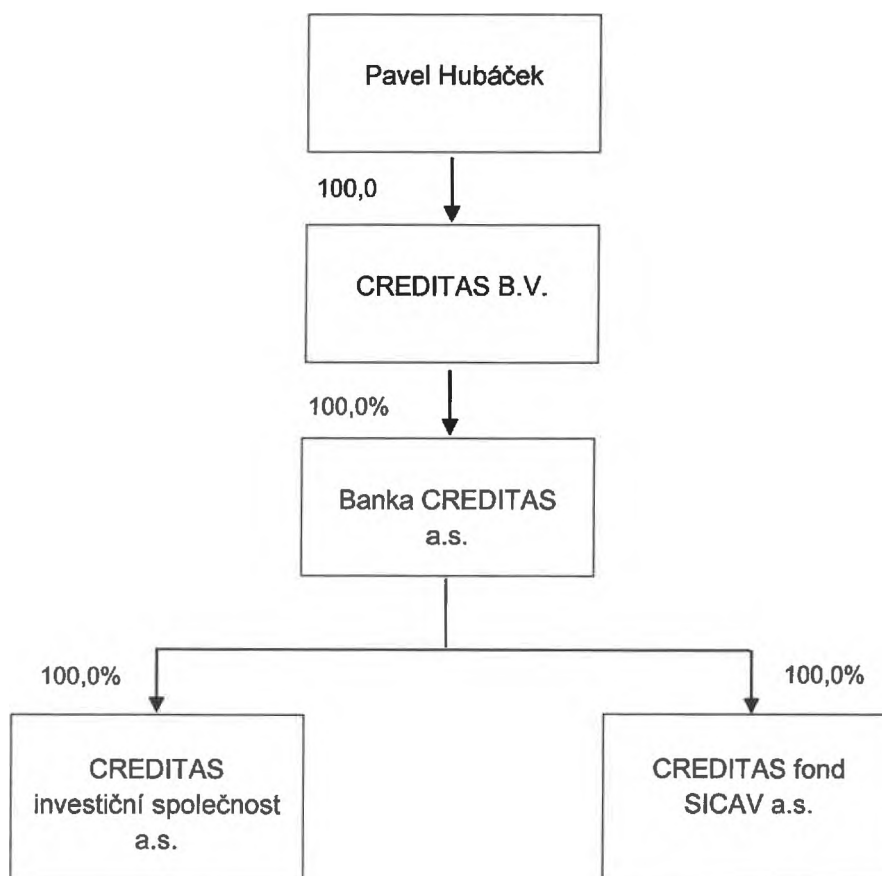 Pavel Hubáček
100,0
CREDITAS B.V.
100,0%
Banka CREDITAS
a.s.
100,0%
100,0%
CREDITAS
investiční společnost
a.s.
CREDITAS fond
SICAV a.s.